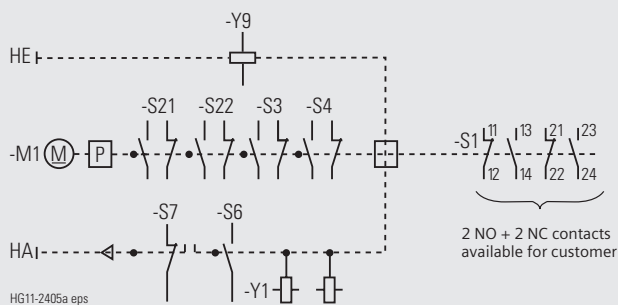 -Y9
HE
-S21 -S22 -S3 -S4
-M1 M P
-S1 11 13 21 23
12 14 22 24
-S7 -S6
2 NO + 2 NC contacts
available for customer
HA
-Y1
HG11-2405a eps